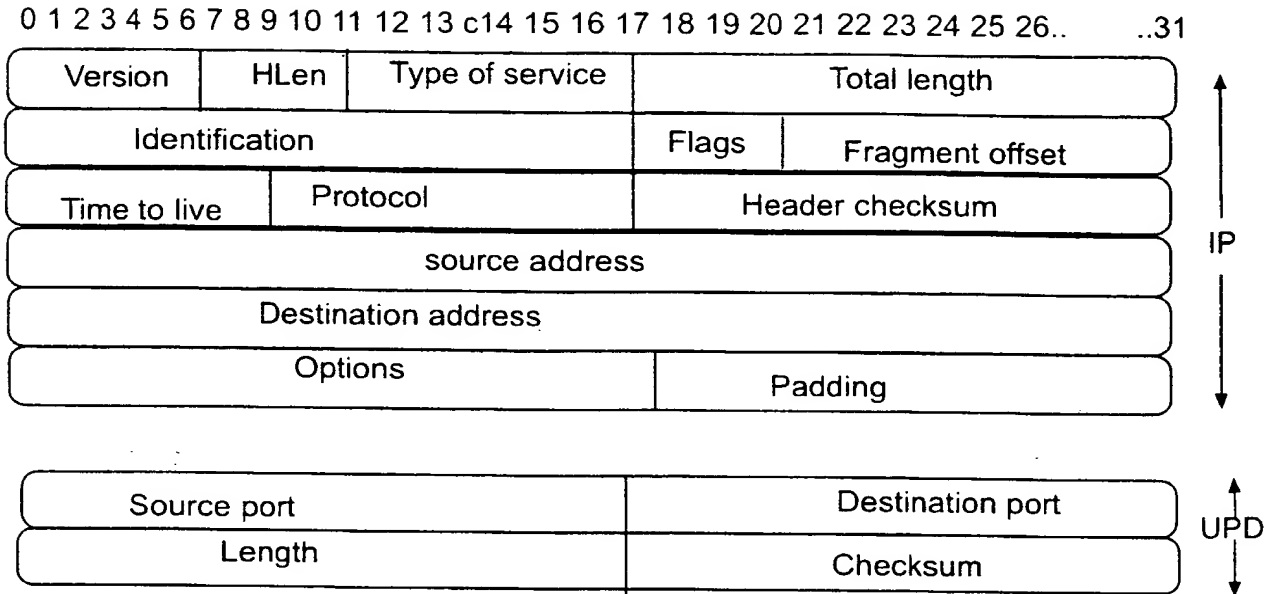 0 1 2 3 4 5 6 7 8 9 10 11 12 13 c14 15 16 17 18 19 20 21 22 23 24 25 26.. ..31
Version HLen Type of service Total length
Identification Flags Fragment offset
Time to live Protocol Header checksum
IP
source address
Destination address
Options Padding
Source port Destination port
UPD
Length Checksum